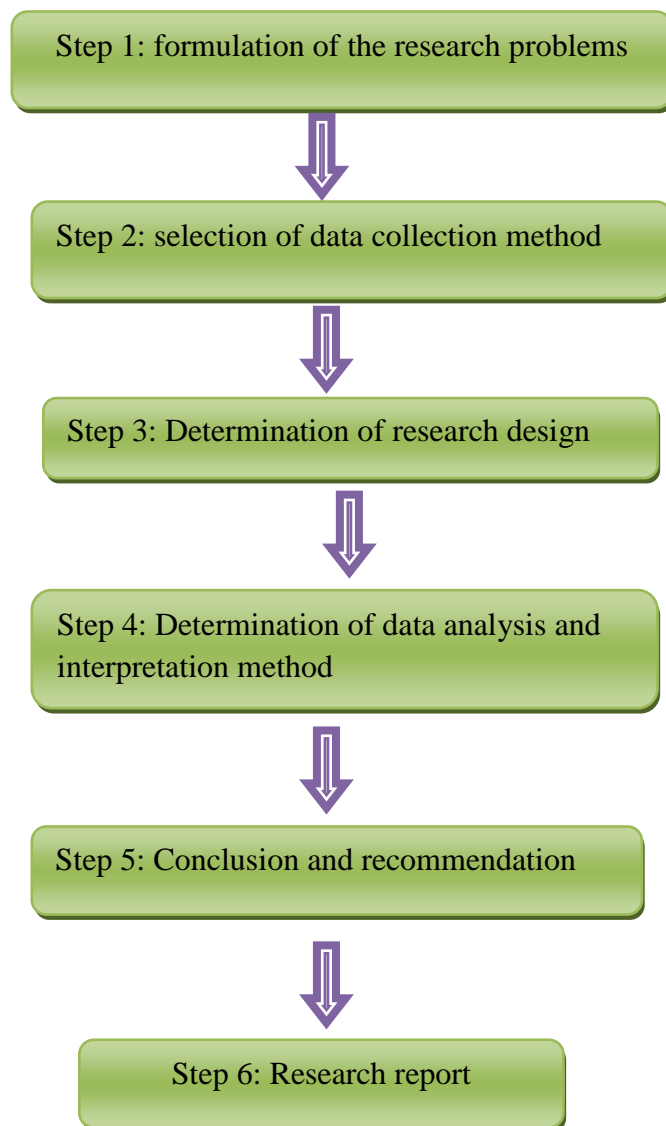 Step 1: formulation of the research problems
Step 2: selection of data collection method
Step 3: Determination of research design
Step 4: Determination of data analysis and
interpretation method
Step 5: Conclusion and recommendation
Step 6: Research report